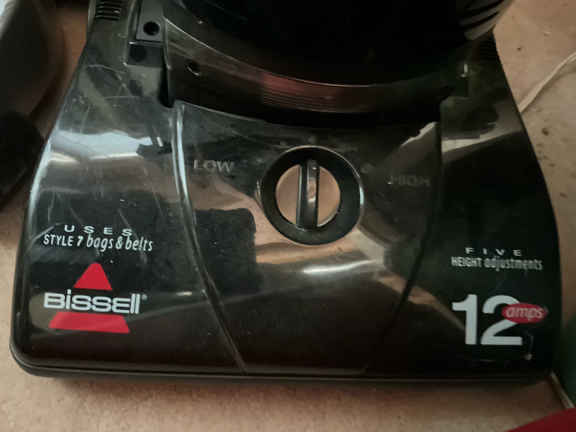 LOW
HIGH
USES
STYLE 7 bags & belts
BISSELL®
FIVE
HEIGHT adjustments
12 amps